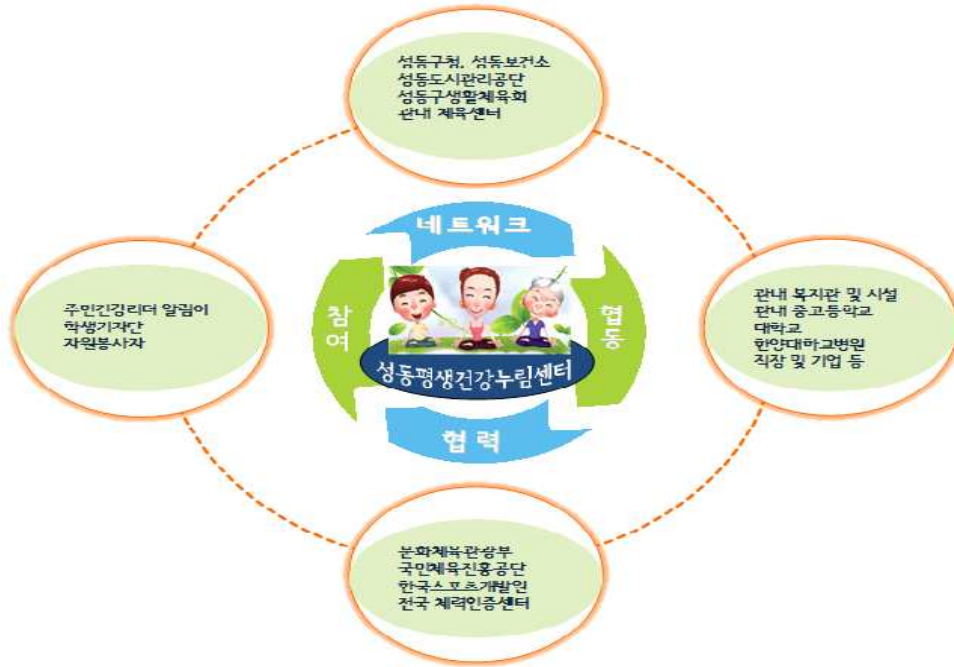 성동구청, 성동보건소
성동도시관리공단
성동구생활체육회
관내 체육센터
네트워크
참여
협동
주민건강리더 알림이
학생기자단
자원봉사자
관내 복지관 및 시설
관내 중고등학교
대학교
한양대학교병원
직장 및 기업 등
성동평생건강누림센터
협력
문화체육관광부
국민체육진흥공단
한국스포츠개발원
전국 체력인증센터